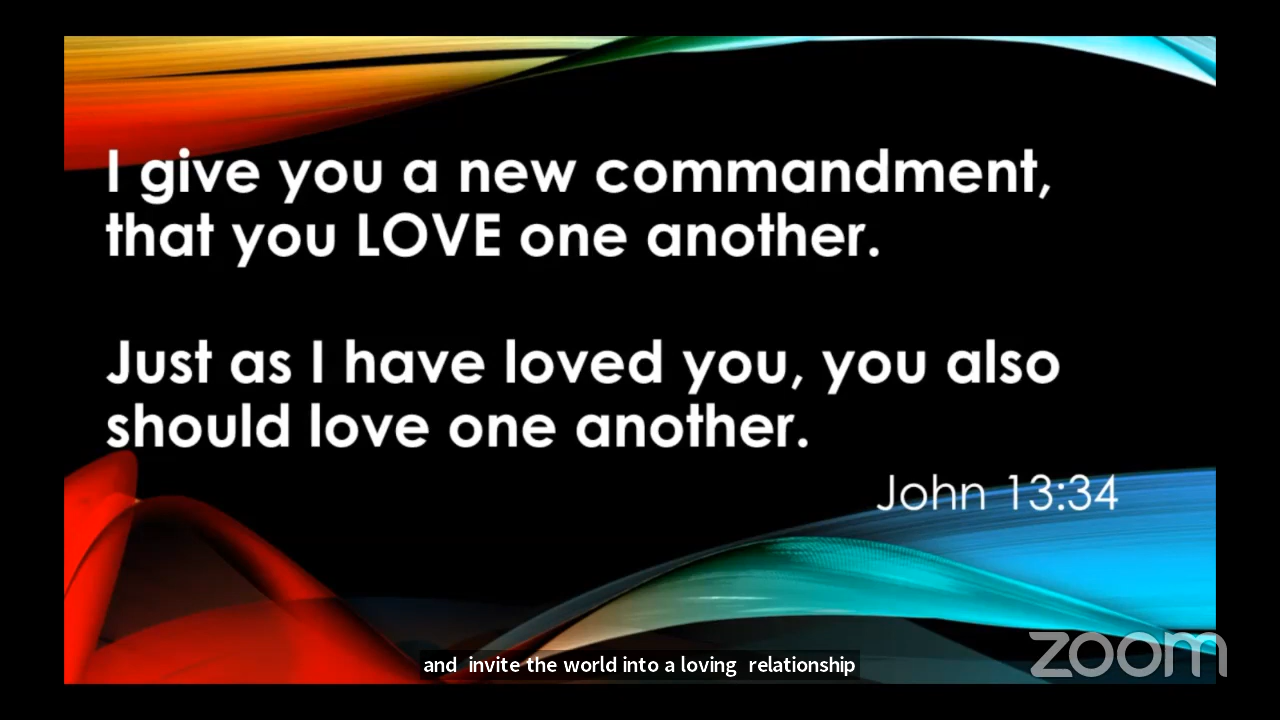 I give you a new commandment,
that you LOVE one another.
Just as I have loved you, you also
should love one another.
John 13:34
and invite the world into a loving relationship
zoom